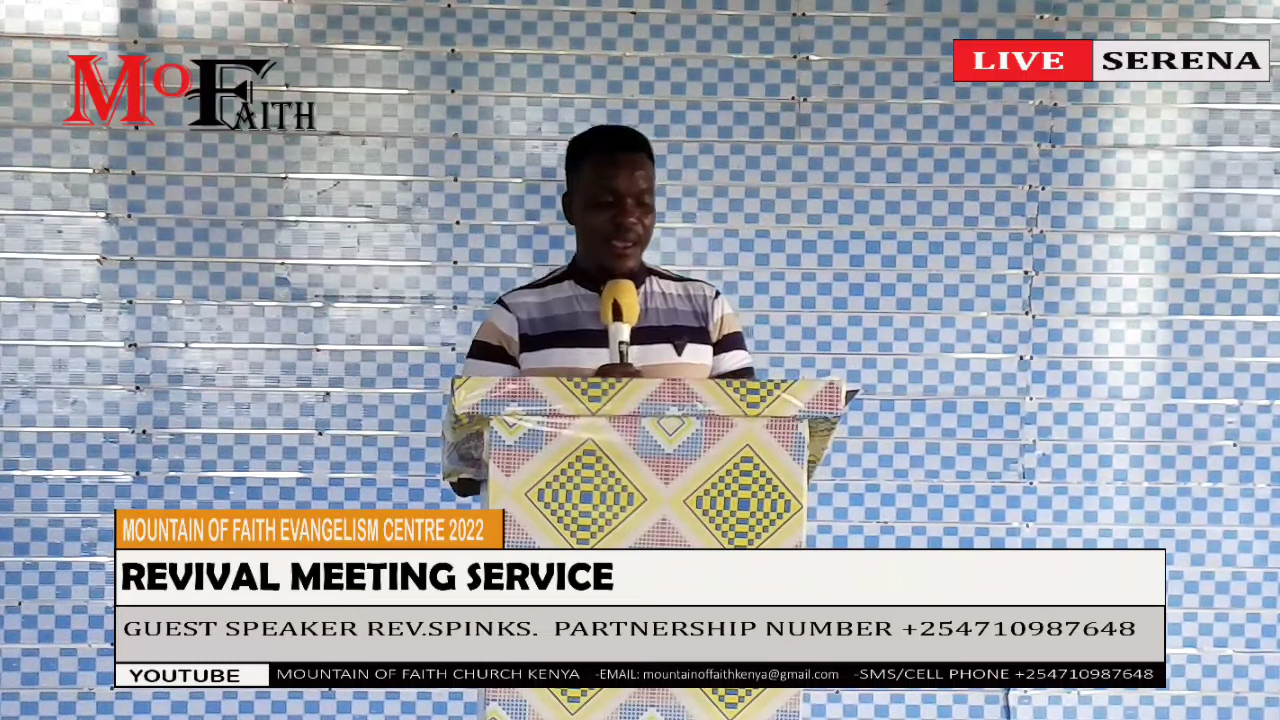 MoFAITH
LIVE SERENA
MOUNTAIN OF FAITH EVANGELISM CENTRE 2022
REVIVAL MEETING SERVICE
GUEST SPEAKER REV.SPINKS. PARTNERSHIP NUMBER +254710987648
YOUTUBE MOUNTAIN OF FAITH CHURCH KENYA -EMAIL: mountainoffaithkenya@gmail.com -SMS/CELL PHONE +254710987648